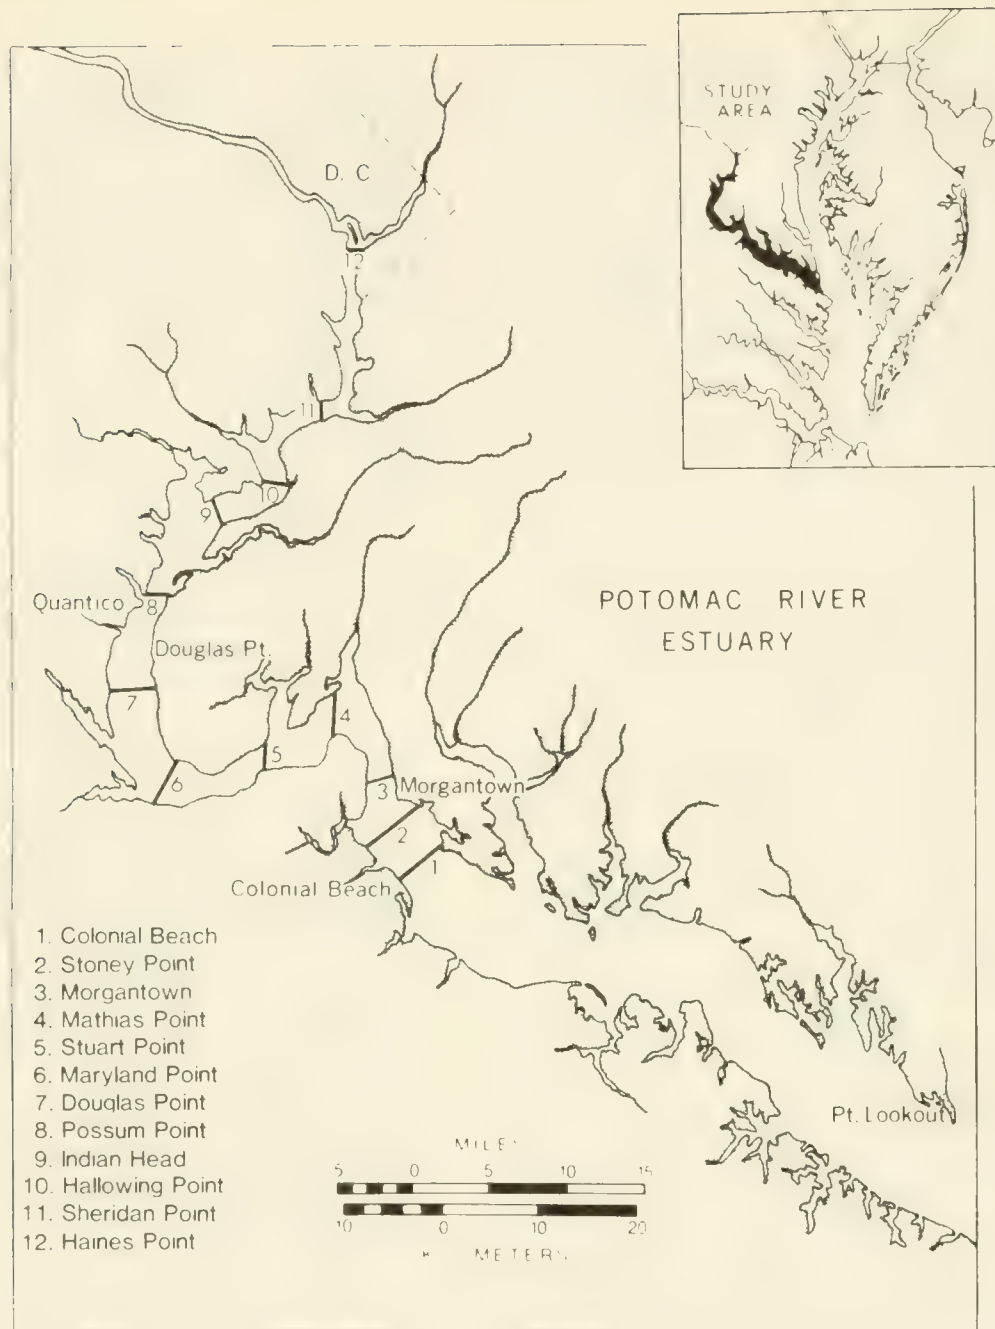 STUDY
AREA
D. C
12
11
10
9
Quantico
8
POTOMAC RIVER
ESTUARY
Douglas Pt.
7
4
5
6
3
Morgantown
2
1
Colonial Beach
1. Colonial Beach
2. Stoney Point
3. Morgantown
4. Mathias Point
5. Stuart Point
6. Maryland Point
7. Douglas Point
8. Possum Point
9. Indian Head
10. Hallowing Point
11. Sheridan Point
12. Haines Point
Pt. Lookout
5 0 5 10 15
10 0 10 20